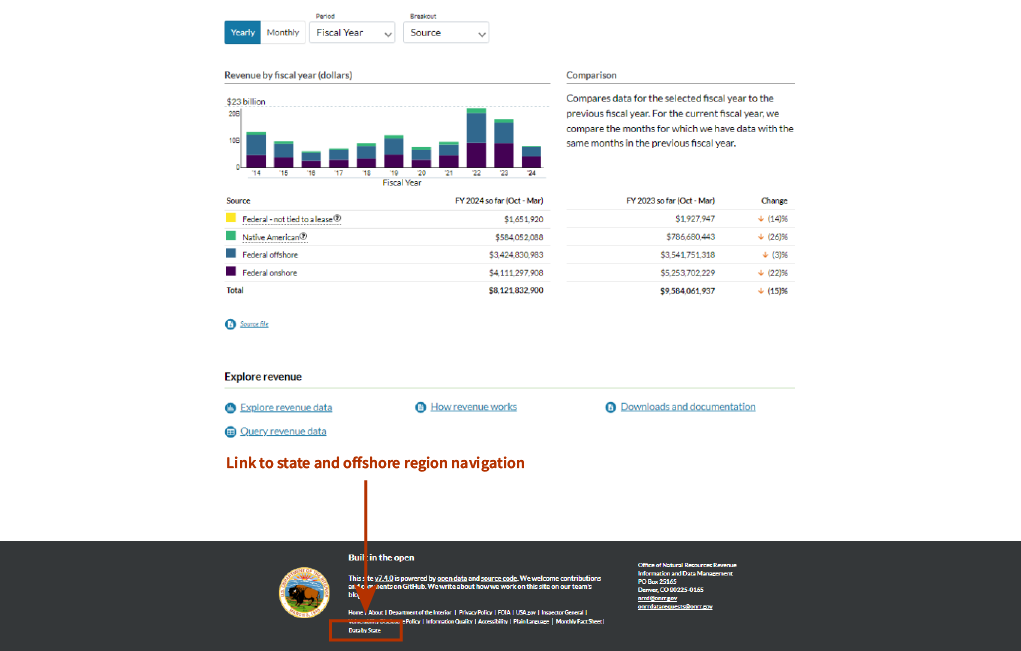 Period
Breakout
Yearly Monthly Fiscal Year Source
Revenue by fiscal year (dollars)
$23 billion
20B
10B
0
'14 '15 '16 '17 '18 '19 '20 '21 '22 '23 '24
Fiscal Year
Comparison
Compares data for the selected fiscal year to the
previous fiscal year. For the current fiscal year, we
compare the months for which we have data with the
same months in the previous fiscal year.
Source FY 2024 so far (Oct - Mar) FY 2023 so far (Oct - Mar) Change
Federal - not tied to a lease $1,651,920 $1,927,947 (14)%
Native American $584,052,088 $786,680,443 (26)%
Federal offshore $3,424,830,983 $3,541,751,318 (3)%
Federal onshore $4,111,297,908 $5,253,702,229 (22)%
Total $8,121,832,900 $9,584,061,937 (15)%
Source file
Explore revenue
Explore revenue data How revenue works Downloads and documentation
Query revenue data
Link to state and offshore region navigation
Built in the open
This site v7.4.0 is powered by open data and source code. We welcome contributions
and comments on GitHub. We write about how we work on this site on our team's
blog.
Home | About | Department of the Interior | Privacy Policy | FOIA | USA.gov | Inspector General |
Vulnerability Disclosure Policy | Information Quality | Accessibility | Plain Language | Monthly Fact Sheet |
Data by State
Office of Natural Resources Revenue
Information and Data Management
PO Box 25165
Denver, CO 80225-0165
nrrd@onrr.gov
onrrdatarequests@onrr.gov